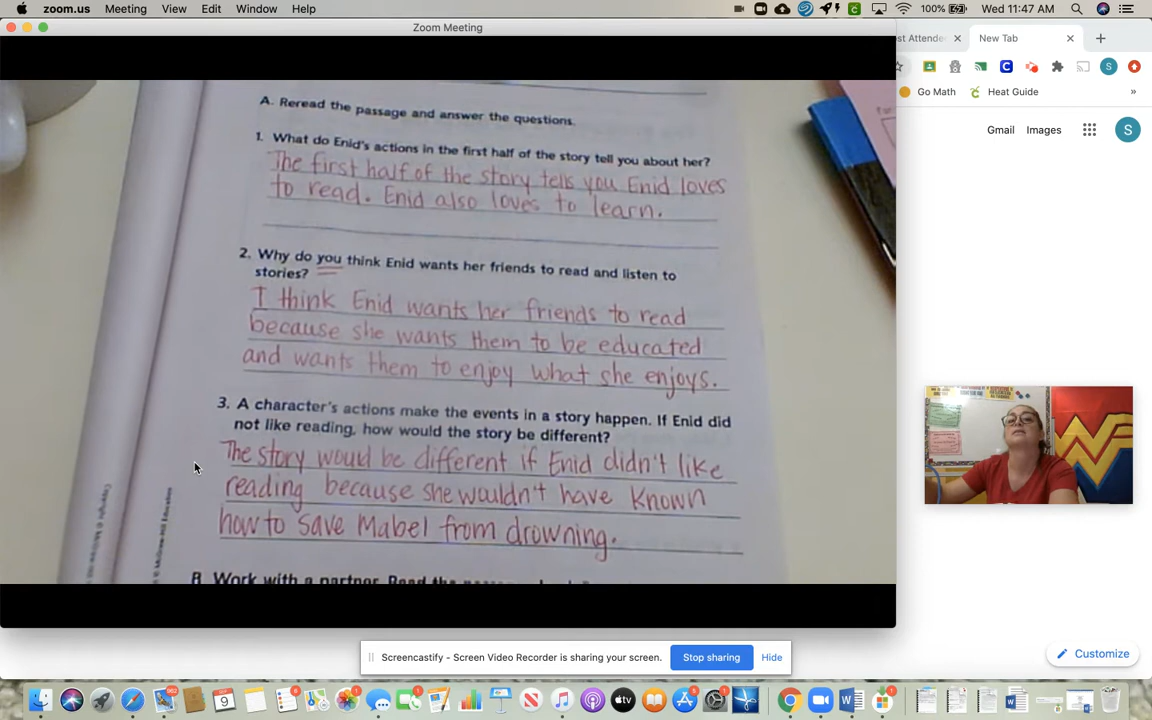 zoom.us Meeting View Edit Window Help 100% Wed 11:47 AM
Zoom Meeting
st Attende
New Tab
Go Math
Heat Guide
Gmail Images
S
A. Reread the passage and answer the questions.
1. What do Enid's actions in the first half of the story tell you about her?
The first half of the story tells you Enid loves
to read. Enid also loves to learn.
2. Why do you think Enid wants her friends to read and listen to
stories?
I think Enid wants her friends to read
because she wants them to be educated
and wants them to enjoy what she enjoys.
3. A character's actions make the events in a story happen. If Enid did
not like reading, how would the story be different?
The story would be different if Enid didn't like
reading because she wouldn't have known
how to save Mabel from drowning.
B. Work with a partner. Read the
Screencastify - Screen Video Recorder is sharing your screen.
Stop sharing
Hide
Customize